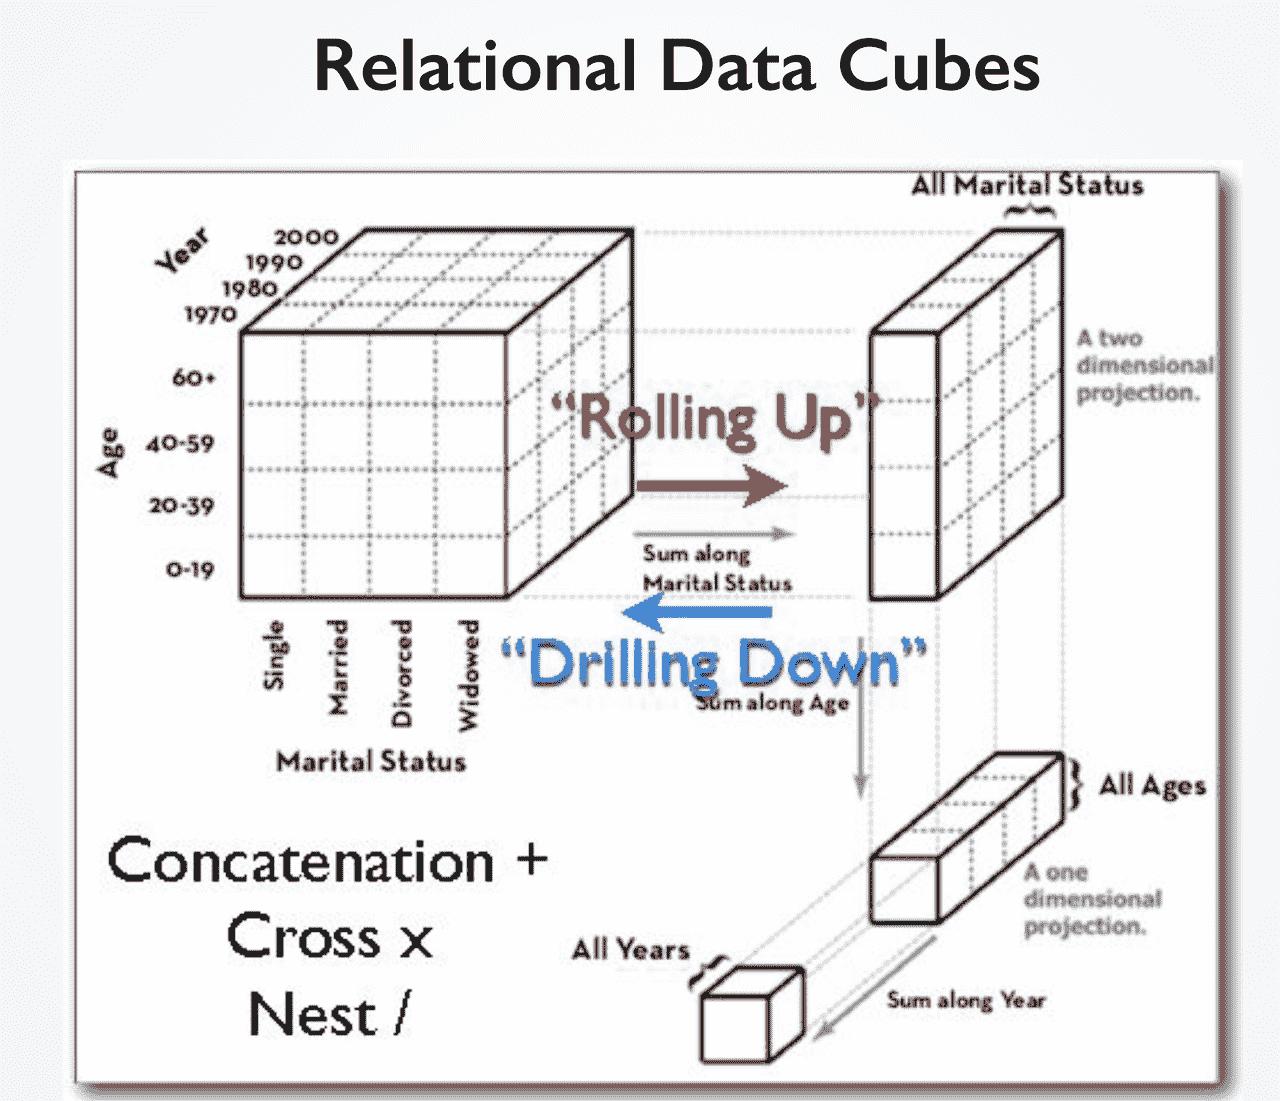 Relational Data Cubes
All Marital Status
Year
2000
1990
1980
1970
Age
60+
40-59
20-39
0-19
Single
Married
Divorced
Widowed
Marital Status
“Rolling Up”
Sum along
Marital Status
“Drilling Down”
Sum along Age
A two
dimensional
projection.
All Ages
A one
dimensional
projection.
All Years
Sum along Year
Concatenation +
Cross x
Nest /